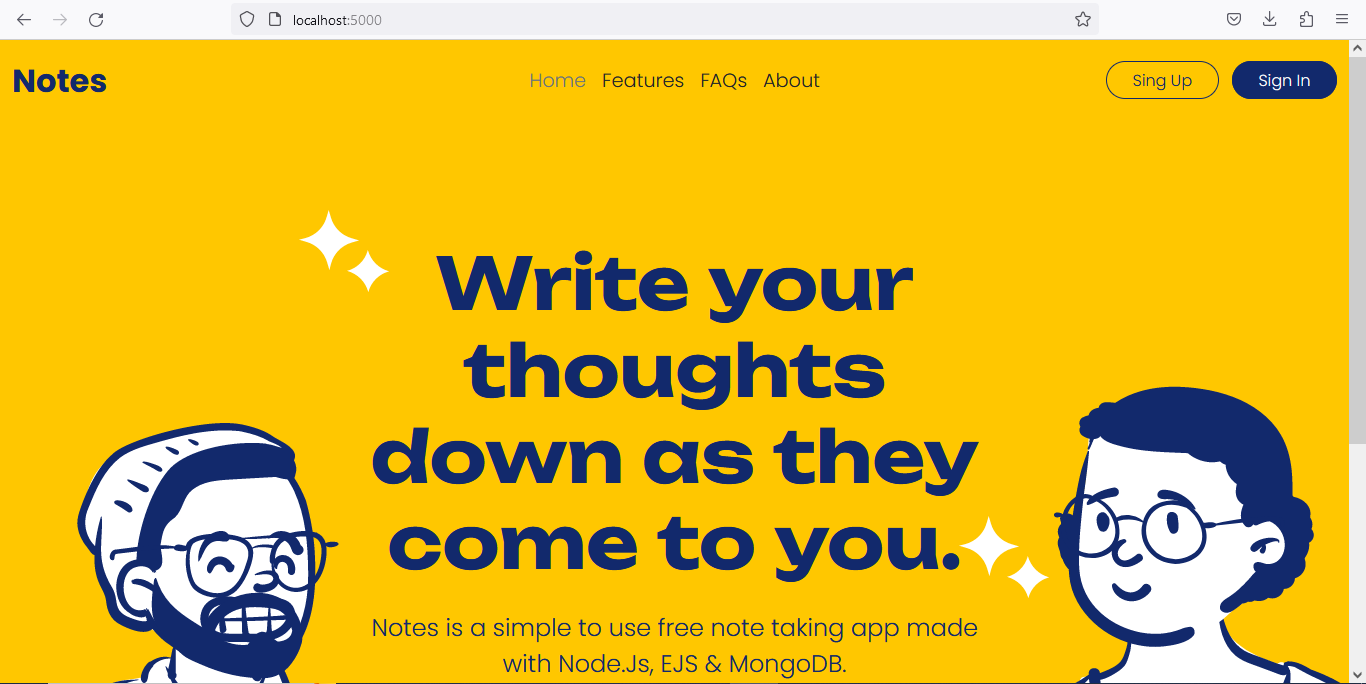 localhost:5000
Notes
Home Features FAQs About
Sing Up Sign In
Write your
thoughts
down as they
come to you.
Notes is a simple to use free note taking app made
with Node.Js, EJS & MongoDB.